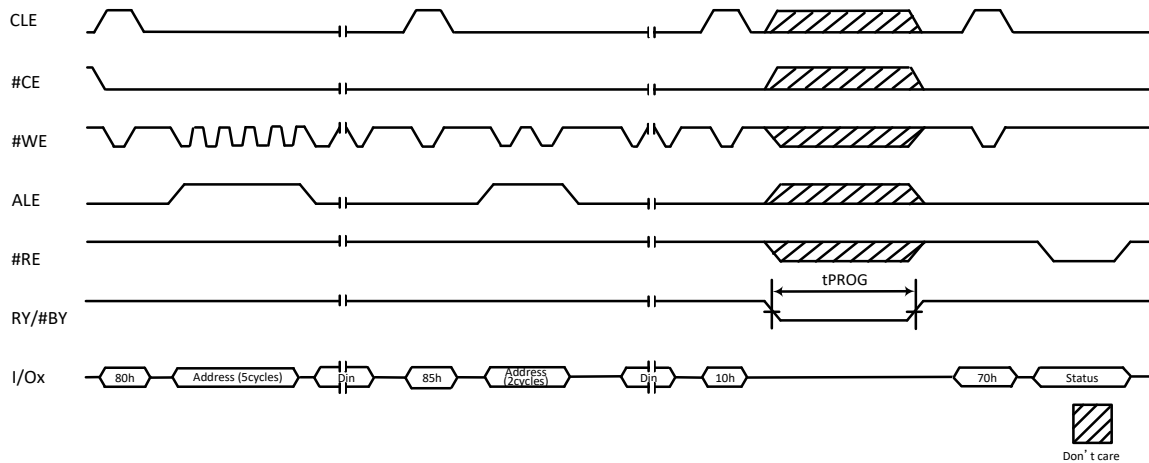 CLE
#CE
#WE
ALE
#RE
tPROG
RY/#BY
I/Ox
80h
Address (5cycles)
Din
85h
Address
(2cycles)
Din
10h
70h
Status
Don’ t care